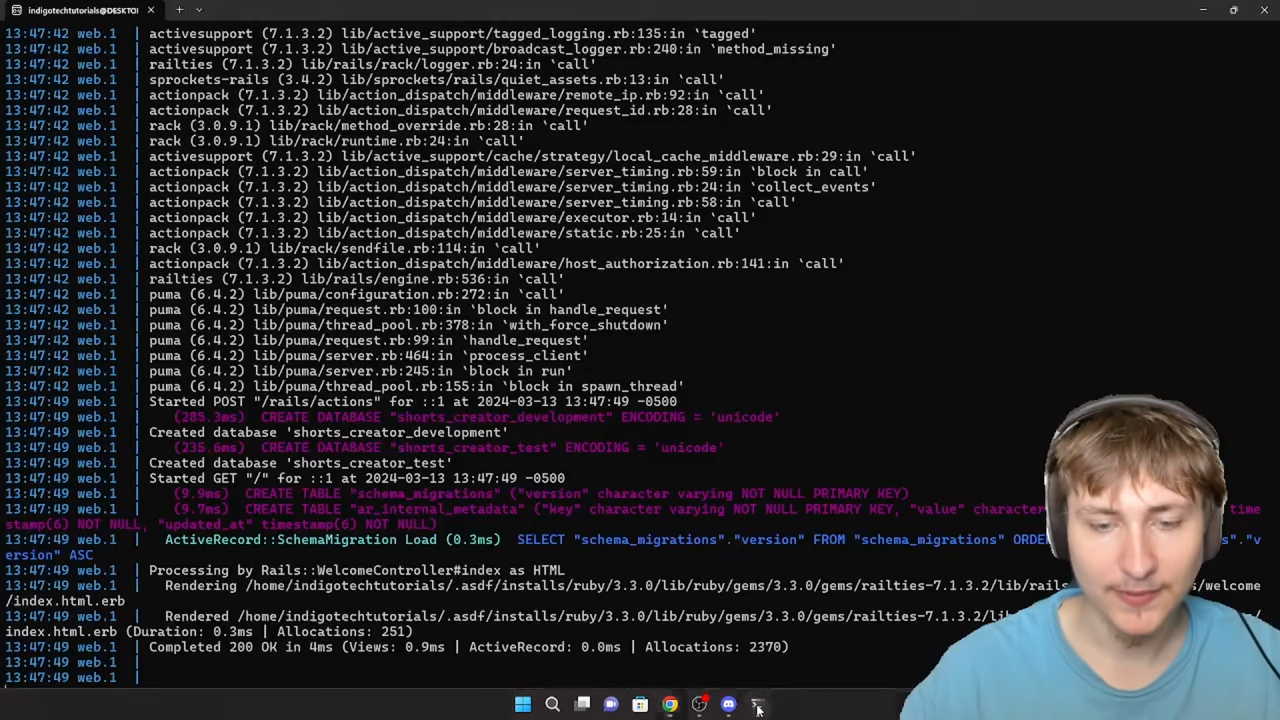 indigotechtutorials@DESKTO
13:47:42 web.1  | activesupport (7.1.3.2) lib/active_support/tagged_logging.rb:135:in `tagged'
13:47:42 web.1  | activesupport (7.1.3.2) lib/active_support/broadcast_logger.rb:240:in `method_missing'
13:47:42 web.1  | railties (7.1.3.2) lib/rails/rack/logger.rb:24:in `call'
13:47:42 web.1  | sprockets-rails (3.4.2) lib/sprockets/rails/quiet_assets.rb:13:in `call'
13:47:42 web.1  | actionpack (7.1.3.2) lib/action_dispatch/middleware/remote_ip.rb:92:in `call'
13:47:42 web.1  | actionpack (7.1.3.2) lib/action_dispatch/middleware/request_id.rb:28:in `call'
13:47:42 web.1  | rack (3.0.9.1) lib/rack/method_override.rb:28:in `call'
13:47:42 web.1  | rack (3.0.9.1) lib/rack/runtime.rb:24:in `call'
13:47:42 web.1  | activesupport (7.1.3.2) lib/active_support/cache/strategy/local_cache_middleware.rb:29:in `call'
13:47:42 web.1  | actionpack (7.1.3.2) lib/action_dispatch/middleware/server_timing.rb:59:in `block in call'
13:47:42 web.1  | actionpack (7.1.3.2) lib/action_dispatch/middleware/server_timing.rb:24:in `collect_events'
13:47:42 web.1  | actionpack (7.1.3.2) lib/action_dispatch/middleware/server_timing.rb:58:in `call'
13:47:42 web.1  | actionpack (7.1.3.2) lib/action_dispatch/middleware/executor.rb:14:in `call'
13:47:42 web.1  | actionpack (7.1.3.2) lib/action_dispatch/middleware/static.rb:25:in `call'
13:47:42 web.1  | rack (3.0.9.1) lib/rack/sendfile.rb:114:in `call'
13:47:42 web.1  | actionpack (7.1.3.2) lib/action_dispatch/middleware/host_authorization.rb:141:in `call'
13:47:42 web.1  | railties (7.1.3.2) lib/rails/engine.rb:536:in `call'
13:47:42 web.1  | puma (6.4.2) lib/puma/configuration.rb:272:in `call'
13:47:42 web.1  | puma (6.4.2) lib/puma/request.rb:100:in `block in handle_request'
13:47:42 web.1  | puma (6.4.2) lib/puma/thread_pool.rb:378:in `with_force_shutdown'
13:47:42 web.1  | puma (6.4.2) lib/puma/request.rb:99:in `handle_request'
13:47:42 web.1  | puma (6.4.2) lib/puma/server.rb:464:in `process_client'
13:47:42 web.1  | puma (6.4.2) lib/puma/server.rb:245:in `block in run'
13:47:42 web.1  | puma (6.4.2) lib/puma/thread_pool.rb:155:in `block in spawn_thread'
13:47:49 web.1  | Started POST "/rails/actions" for ::1 at 2024-03-13 13:47:49 -0500
13:47:49 web.1  |   (285.3ms)  CREATE DATABASE "shorts_creator_development" ENCODING = 'unicode'
13:47:49 web.1  | Created database 'shorts_creator_development'
13:47:49 web.1  |   (235.6ms)  CREATE DATABASE "shorts_creator_test" ENCODING = 'unicode'
13:47:49 web.1  | Created database 'shorts_creator_test'
13:47:49 web.1  | Started GET "/" for ::1 at 2024-03-13 13:47:49 -0500
13:47:49 web.1  |   (9.9ms)  CREATE TABLE "schema_migrations" ("version" character varying NOT NULL PRIMARY KEY)
13:47:49 web.1  |   (9.7ms)  CREATE TABLE "ar_internal_metadata" ("key" character varying NOT NULL PRIMARY KEY, "value" characte time
stamp(6) NOT NULL, "updated_at" timestamp(6) NOT NULL)
13:47:49 web.1  |   ActiveRecord::SchemaMigration Load (0.3ms)  SELECT "schema_migrations"."version" FROM "schema_migrations" ORDE s"."v
ersion" ASC
13:47:49 web.1  | Processing by Rails::WelcomeController#index as HTML
13:47:49 web.1  |   Rendering /home/indigotechtutorials/.asdf/installs/ruby/3.3.0/lib/ruby/gems/3.3.0/gems/railties-7.1.3.2/lib/rails /welcome
/index.html.erb
13:47:49 web.1  |   Rendered /home/indigotechtutorials/.asdf/installs/ruby/3.3.0/lib/ruby/gems/3.3.0/gems/railties-7.1.3.2/lib/
index.html.erb (Duration: 0.3ms | Allocations: 251)
13:47:49 web.1  | Completed 200 OK in 4ms (Views: 0.9ms | ActiveRecord: 0.0ms | Allocations: 2370)
13:47:49 web.1  |
13:47:49 web.1  |